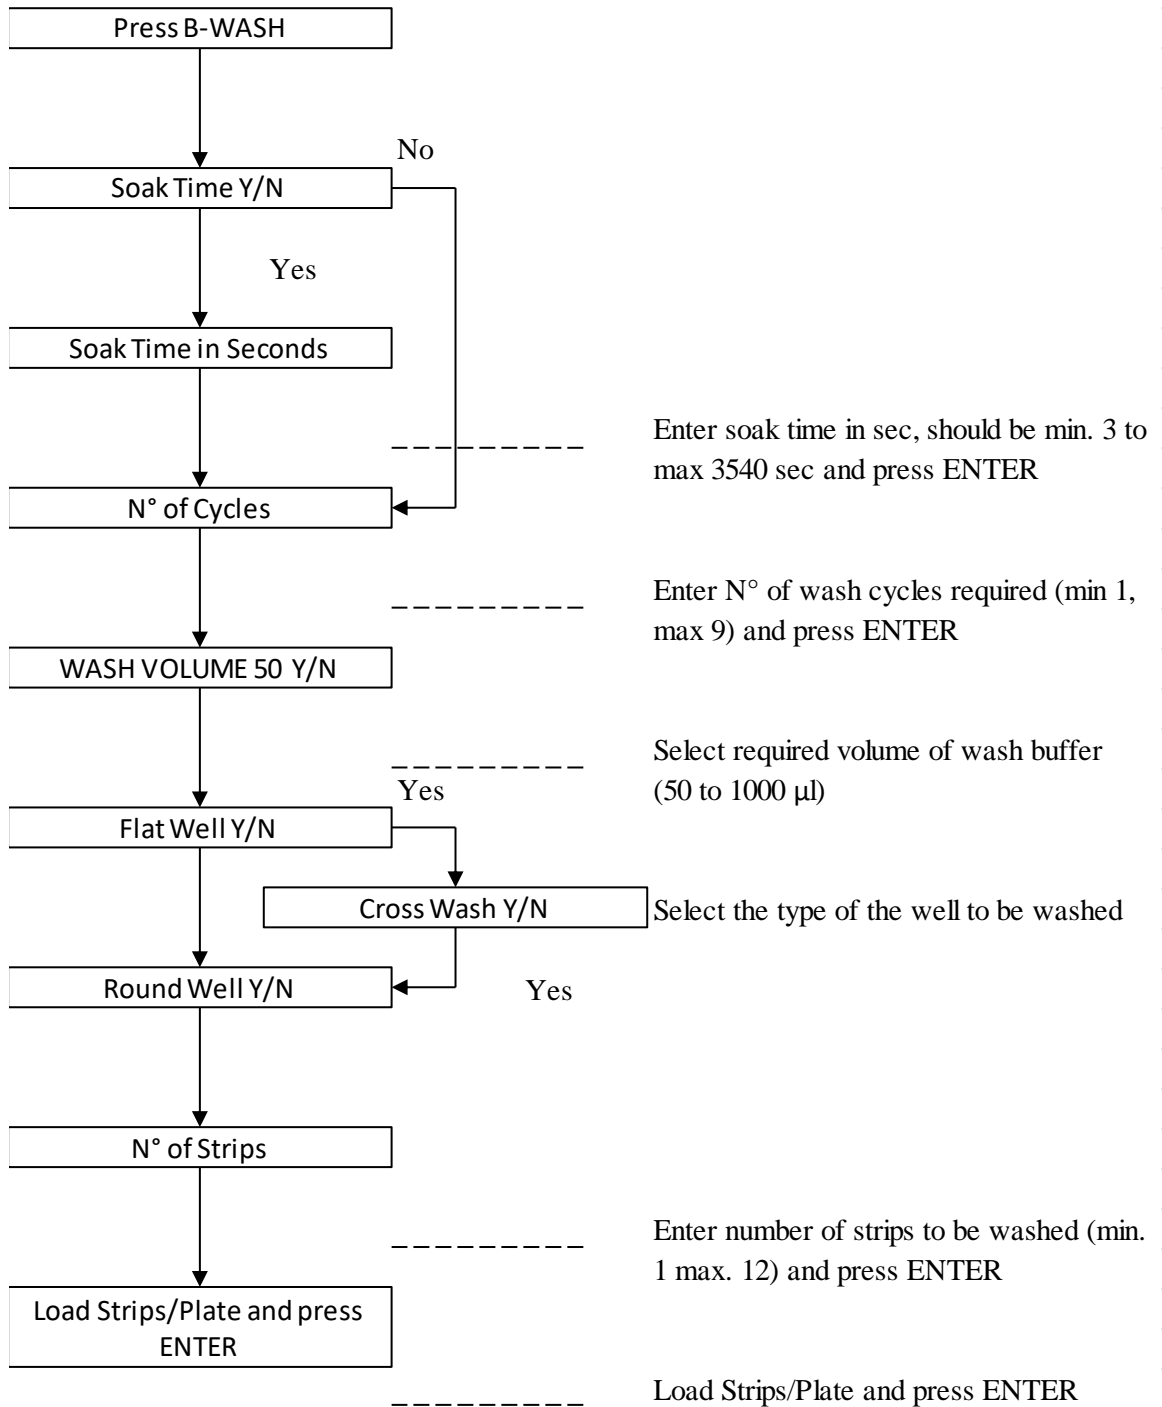 Press B-WASH
No
Soak Time Y/N
Yes
Soak Time in Seconds
Enter soak time in sec, should be min. 3 to
max 3540 sec and press ENTER
N° of Cycles
Enter N° of wash cycles required (min 1,
max 9) and press ENTER
WASH VOLUME 50 Y/N
Select required volume of wash buffer
(50 to 1000 µl)
Yes
Flat Well Y/N
Cross Wash Y/N
Select the type of the well to be washed
Round Well Y/N
Yes
N° of Strips
Enter number of strips to be washed (min.
1 max. 12) and press ENTER
Load Strips/Plate and press
ENTER
Load Strips/Plate and press ENTER